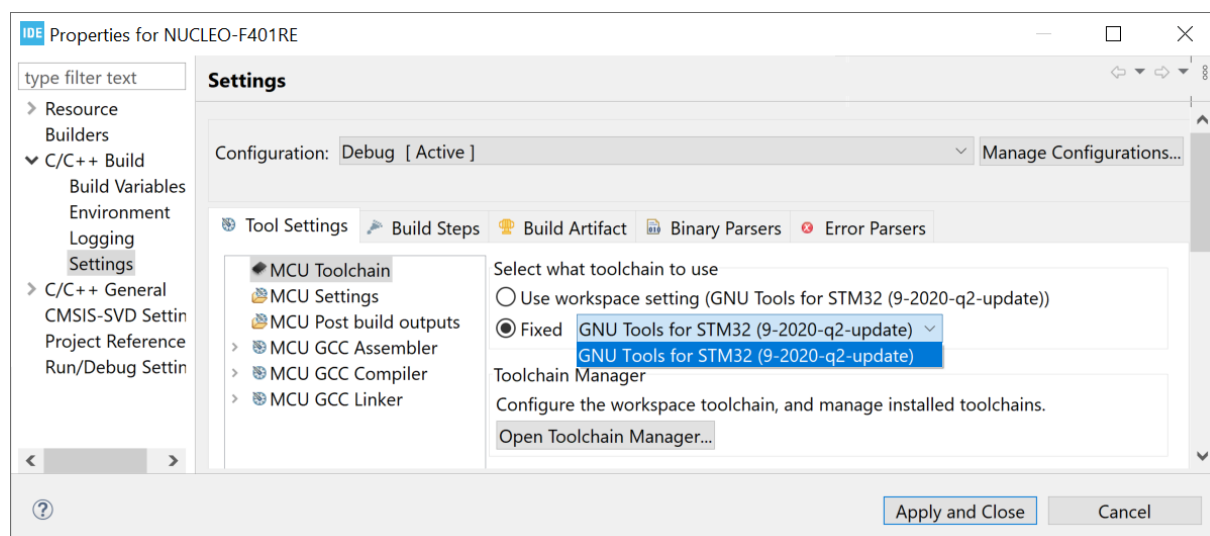 IDE Properties for NUCLEO-F401RE
type filter text
Settings
Resource
Builders
C/C++ Build
Build Variables
Environment
Logging
Settings
C/C++ General
CMSIS-SVD Settin
Project Reference
Run/Debug Settin
Configuration: Debug [ Active ]
Manage Configurations...
Tool Settings
Build Steps
Build Artifact
Binary Parsers
Error Parsers
MCU Toolchain
MCU Settings
MCU Post build outputs
MCU GCC Assembler
MCU GCC Compiler
MCU GCC Linker
Select what toolchain to use
Use workspace setting (GNU Tools for STM32 (9-2020-q2-update))
Fixed GNU Tools for STM32 (9-2020-q2-update)
GNU Tools for STM32 (9-2020-q2-update)
Toolchain Manager
Configure the workspace toolchain, and manage installed toolchains.
Open Toolchain Manager...
?
Apply and Close
Cancel